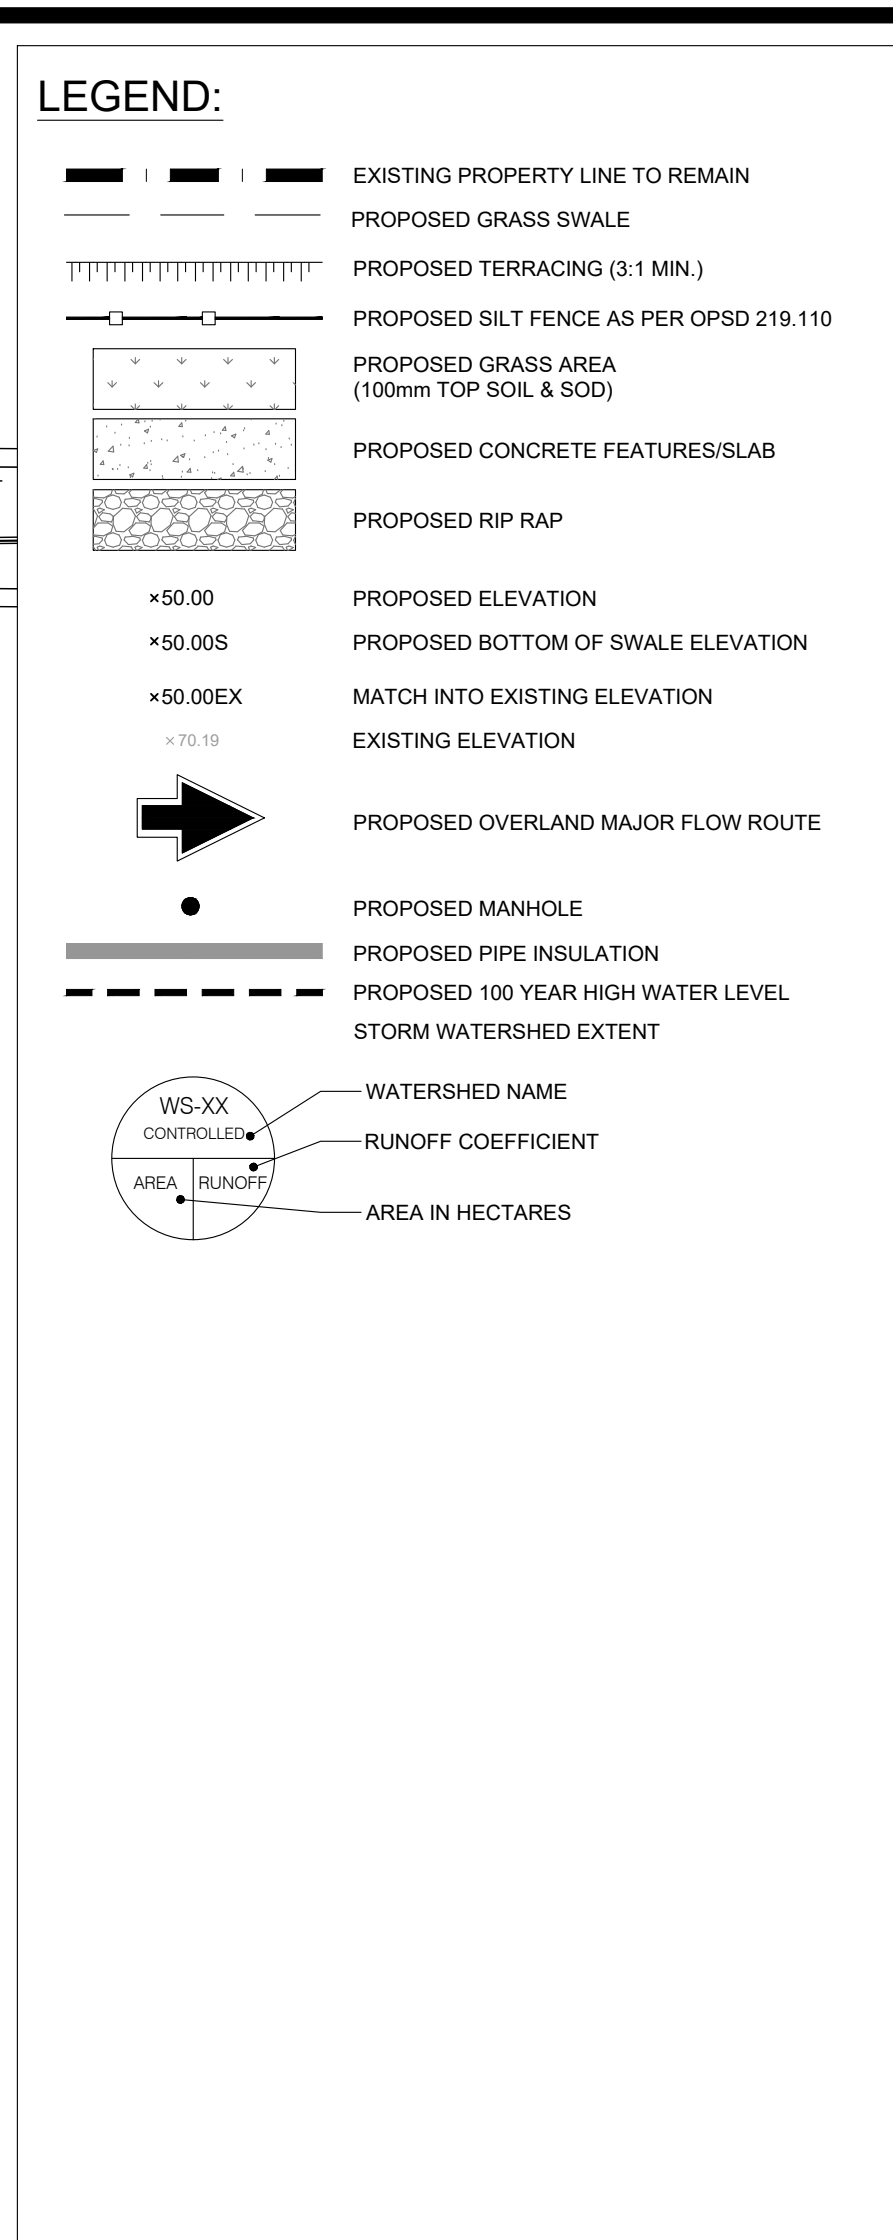 LEGEND:
EXISTING PROPERTY LINE TO REMAIN
PROPOSED GRASS SWALE
PROPOSED TERRACING (3:1 MIN.)
PROPOSED SILT FENCE AS PER OPSD 219.110
PROPOSED GRASS AREA
(100mm TOP SOIL & SOD)
PROPOSED CONCRETE FEATURES/SLAB
PROPOSED RIP RAP
×50.00 PROPOSED ELEVATION
×50.00S PROPOSED BOTTOM OF SWALE ELEVATION
×50.00EX MATCH INTO EXISTING ELEVATION
×70.19 EXISTING ELEVATION
PROPOSED OVERLAND MAJOR FLOW ROUTE
PROPOSED MANHOLE
PROPOSED PIPE INSULATION
PROPOSED 100 YEAR HIGH WATER LEVEL
STORM WATERSHED EXTENT
WS-XX WATERSHED NAME
CONTROLLED RUNOFF COEFFICIENT
AREA RUNOFF
AREA IN HECTARES